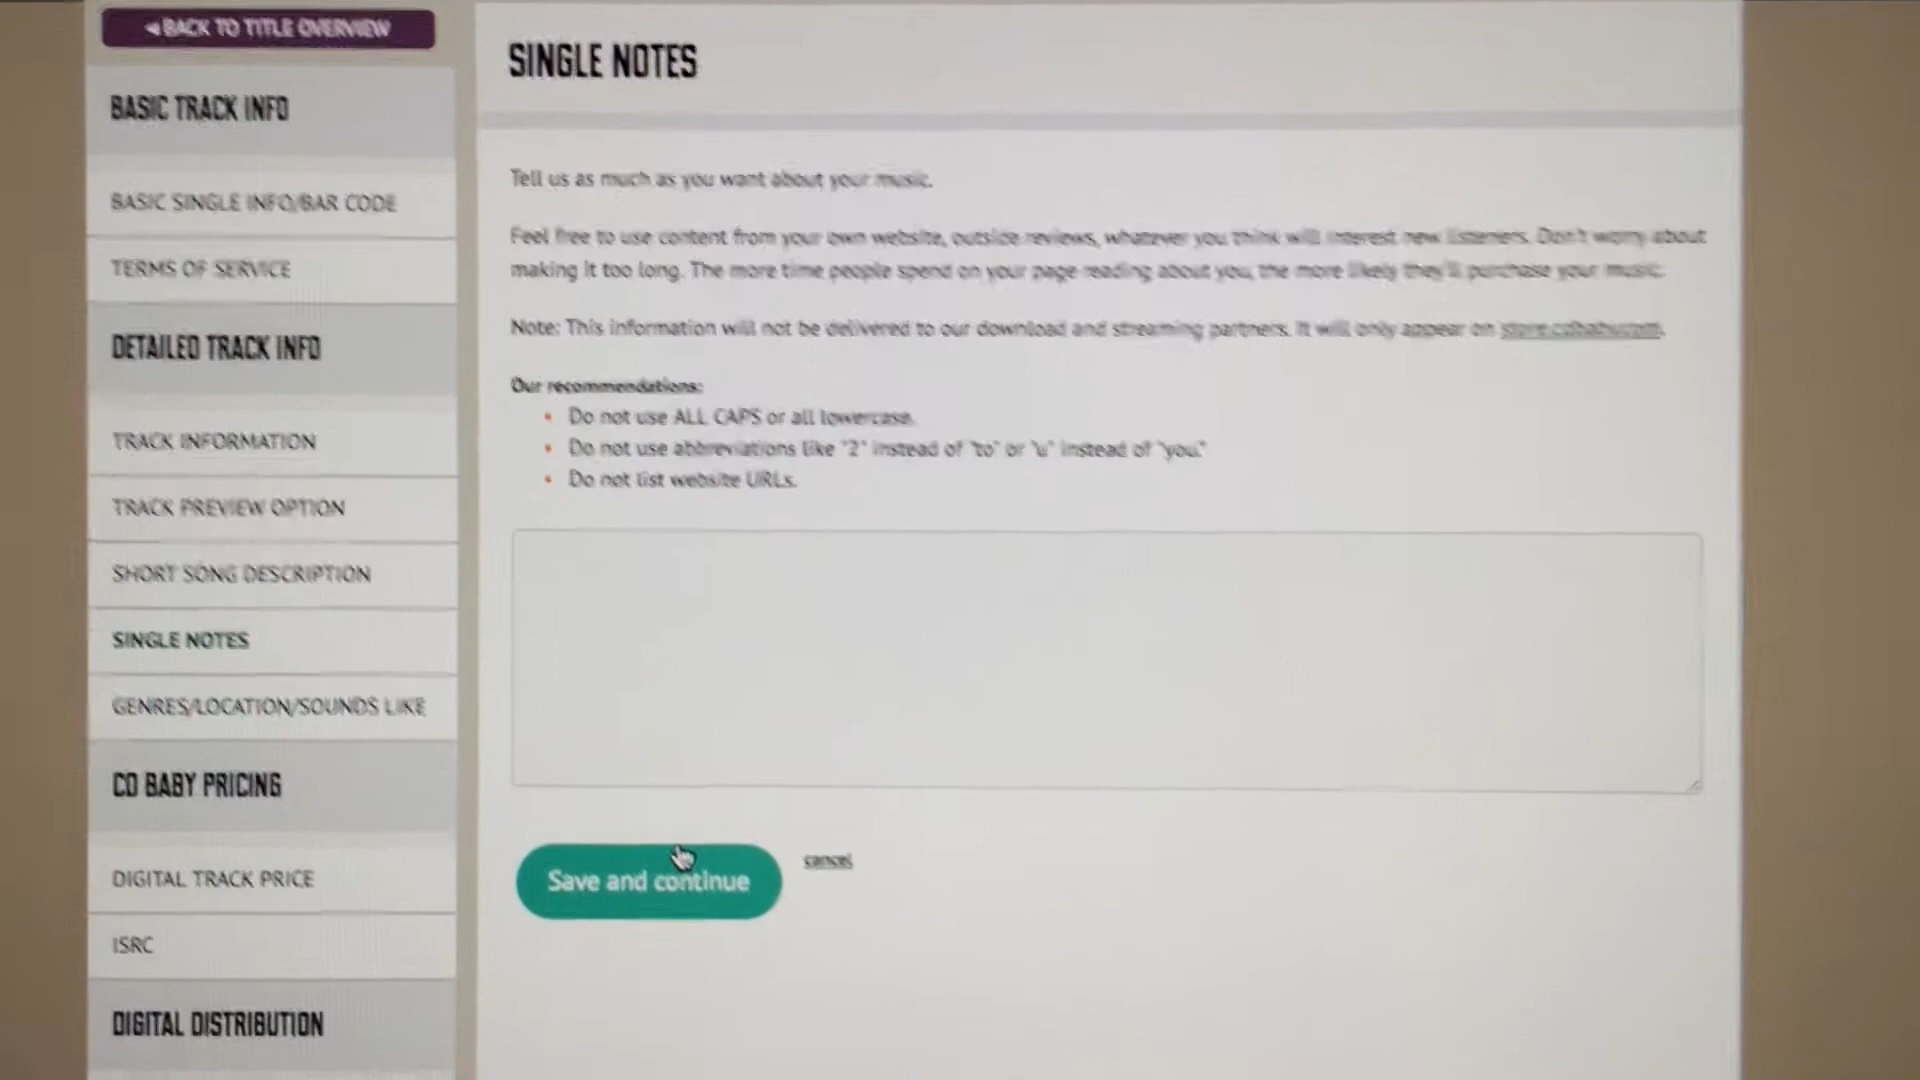 ◀BACK TO TITLE OVERVIEW
BASIC TRACK INFO
BASIC SINGLE INFO/BAR CODE
TERMS OF SERVICE
DETAILED TRACK INFO
TRACK INFORMATION
TRACK PREVIEW OPTION
SHORT SONG DESCRIPTION
SINGLE NOTES
GENRES/LOCATION/SOUNDS LIKE
CD BABY PRICING
DIGITAL TRACK PRICE
ISRC
DIGITAL DISTRIBUTION
SINGLE NOTES
Tell us as much as you want about your music.
Feel free to use content from your own website, outside reviews, whatever you think will interest new listeners. Don't worry about
making it too long. The more time people spend on your page reading about you, the more likely they'll purchase your music.
Note: This information will not be delivered to our download and streaming partners. It will only appear on store.cdbaby.com.
Our recommendations:
• Do not use ALL CAPS or all lowercase.
• Do not use abbreviations like "2" instead of "to" or "u" instead of "you."
• Do not list website URLs.
Save and continue
cancel